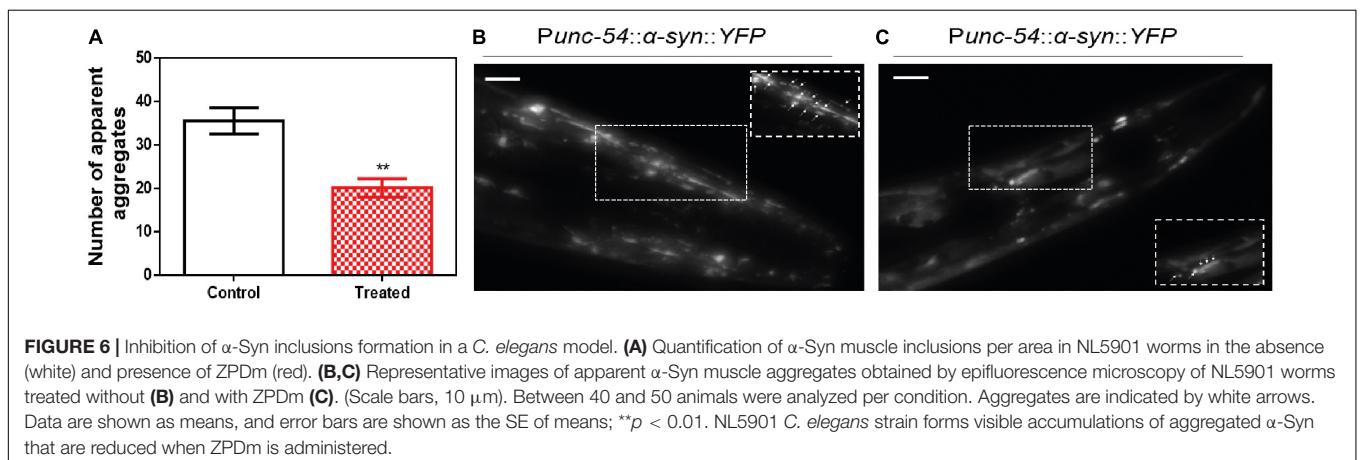 A
B
C
Punc-54::α-syn::YFP
Punc-54::α-syn::YFP
Number of apparent
aggregates
50
40
30
20
10
0
**
Control
Treated
FIGURE 6 | Inhibition of α-Syn inclusions formation in a C. elegans model. (A) Quantification of α-Syn muscle inclusions per area in NL5901 worms in the absence
(white) and presence of ZPDm (red). (B,C) Representative images of apparent α-Syn muscle aggregates obtained by epifluorescence microscopy of NL5901 worms
treated without (B) and with ZPDm (C). (Scale bars, 10 μm). Between 40 and 50 animals were analyzed per condition. Aggregates are indicated by white arrows.
Data are shown as means, and error bars are shown as the SE of means; **p < 0.01. NL5901 C. elegans strain forms visible accumulations of aggregated α-Syn
that are reduced when ZPDm is administered.